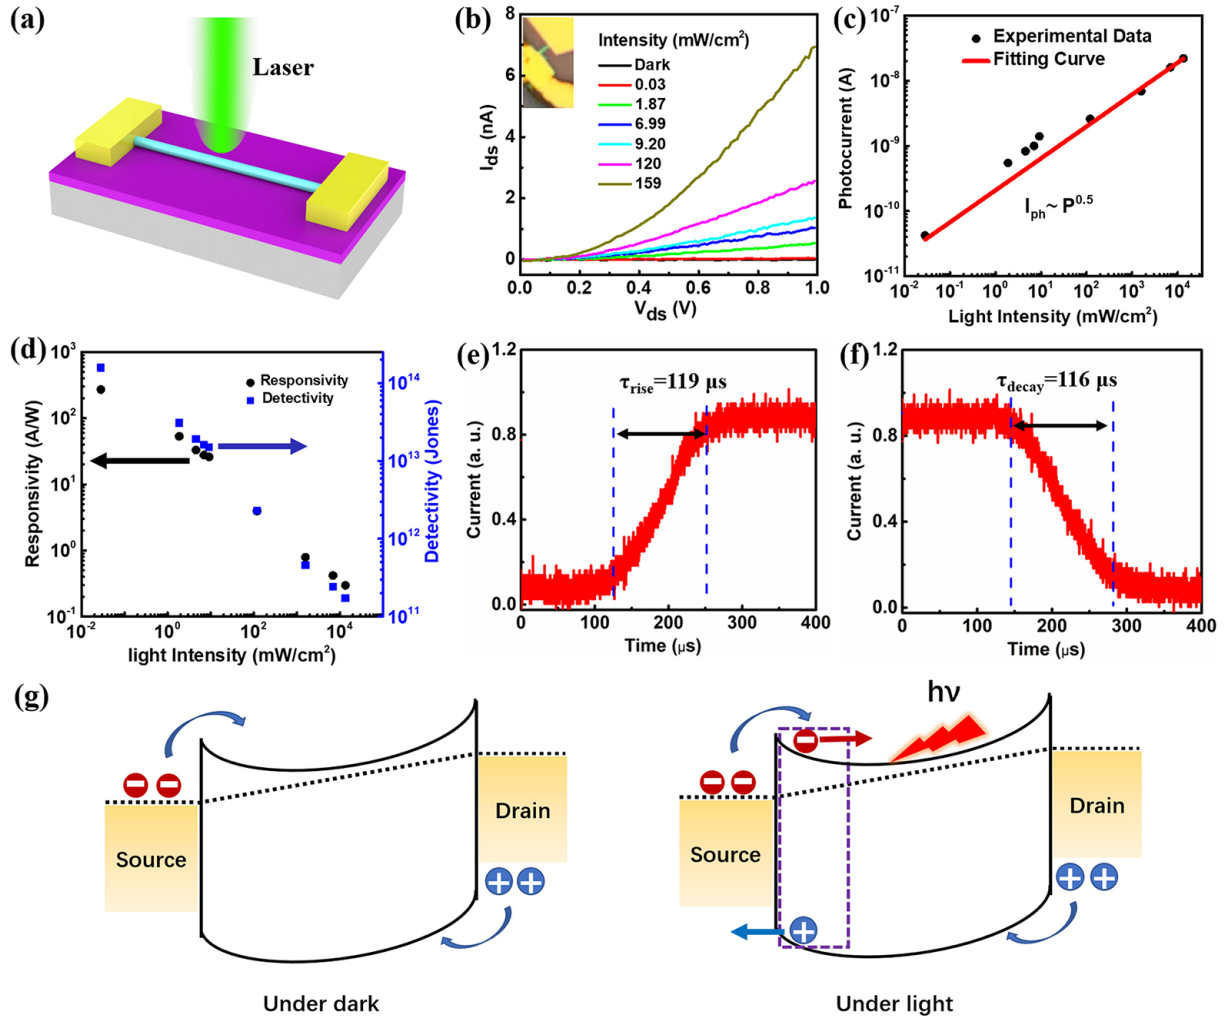 (a)
Laser
(b)
8
6
4
2
0
I_ds (nA)
Intensity (mW/cm²)
Dark
0.03
1.87
6.99
9.20
120
159
0.0 0.2 0.4 0.6 0.8 1.0
V_ds (V)
(c)
10⁻⁷
10⁻⁸
10⁻⁹
10⁻¹⁰
10⁻¹¹
Photocurrent (A)
Experimental Data
Fitting Curve
I_ph~ P^0.5
10⁻² 10⁻¹ 10⁰ 10¹ 10² 10³ 10⁴
Light Intensity (mW/cm²)
(d)
10³
10²
10¹
10⁰
10⁻¹
Responsivity (A/W)
Responsivity
Detectivity
10¹⁴
10¹³
10¹²
10¹¹
Detectivity (Jones)
10⁻² 10⁰ 10² 10⁴
light Intensity (mW/cm²)
(e)
1.2
0.8
0.4
0.0
Current (a. u.)
τ_rise=119 μs
0 100 200 300 400
Time (μs)
(f)
1.2
0.8
0.4
0.0
Current (a. u.)
τ_decay=116 μs
0 100 200 300 400
Time (μs)
(g)
Source
Drain
Under dark
hν
Source
Drain
Under light